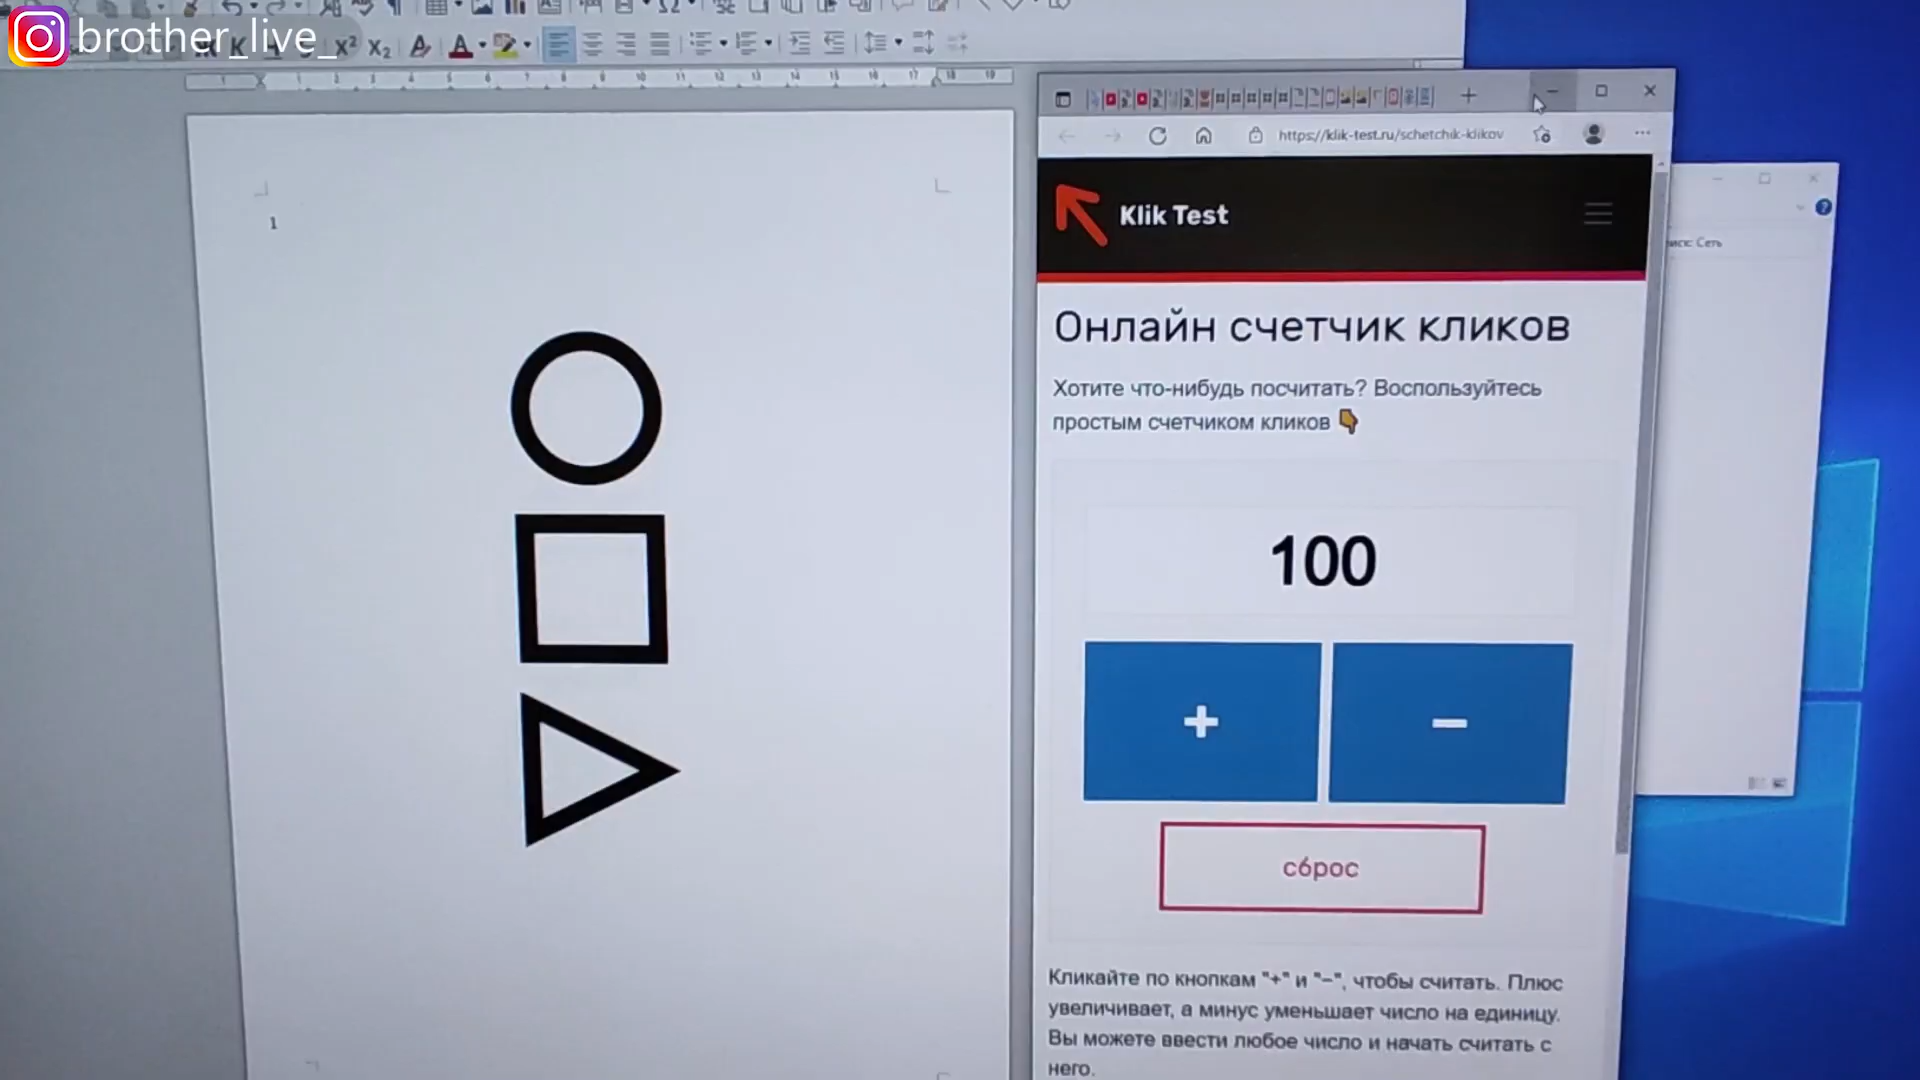 brother_live_
https://klik-test.ru/schetchik-klikov
Klik Test
Сеть
1
Онлайн счетчик кликов
Хотите что-нибудь посчитать? Воспользуйтесь
простым счетчиком кликов
100
+ −
сброс
Кликайте по кнопкам "+" и "−", чтобы считать. Плюс
увеличивает, а минус уменьшает число на единицу.
Вы можете ввести любое число и начать считать с
него.